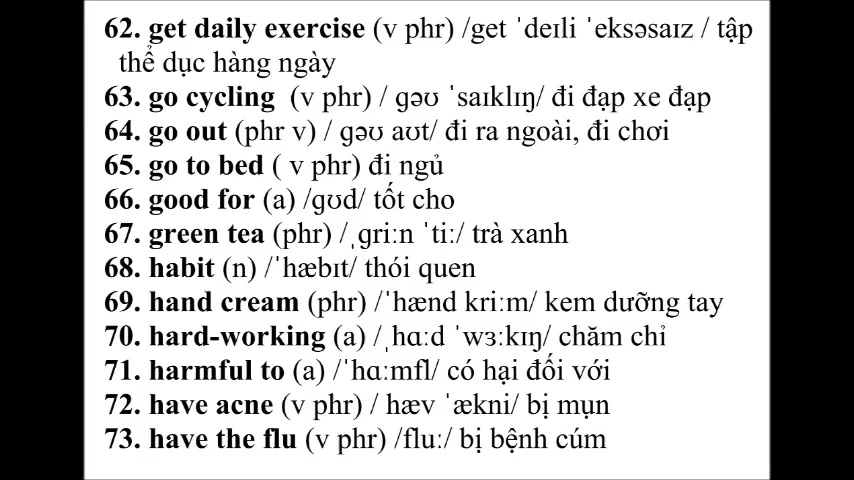 62. get daily exercise (v phr) /get ˈdeɪli ˈeksəsaɪz / tập
thể dục hàng ngày
63. go cycling  (v phr) / ɡəʊ ˈsaɪklɪŋ/ đi đạp xe đạp
64. go out (phr v) / ɡəʊ aʊt/ đi ra ngoài, đi chơi
65. go to bed ( v phr) đi ngủ
66. good for (a) /ɡʊd/ tốt cho
67. green tea (phr) /ˌɡriːn ˈtiː/ trà xanh
68. habit (n) /ˈhæbɪt/ thói quen
69. hand cream (phr) /ˈhænd kriːm/ kem dưỡng tay
70. hard-working (a) /ˌhɑːd ˈwɜːkɪŋ/ chăm chỉ
71. harmful to (a) /ˈhɑːmfl/ có hại đối với
72. have acne (v phr) / hæv ˈækni/ bị mụn
73. have the flu (v phr) /fluː/ bị bệnh cúm